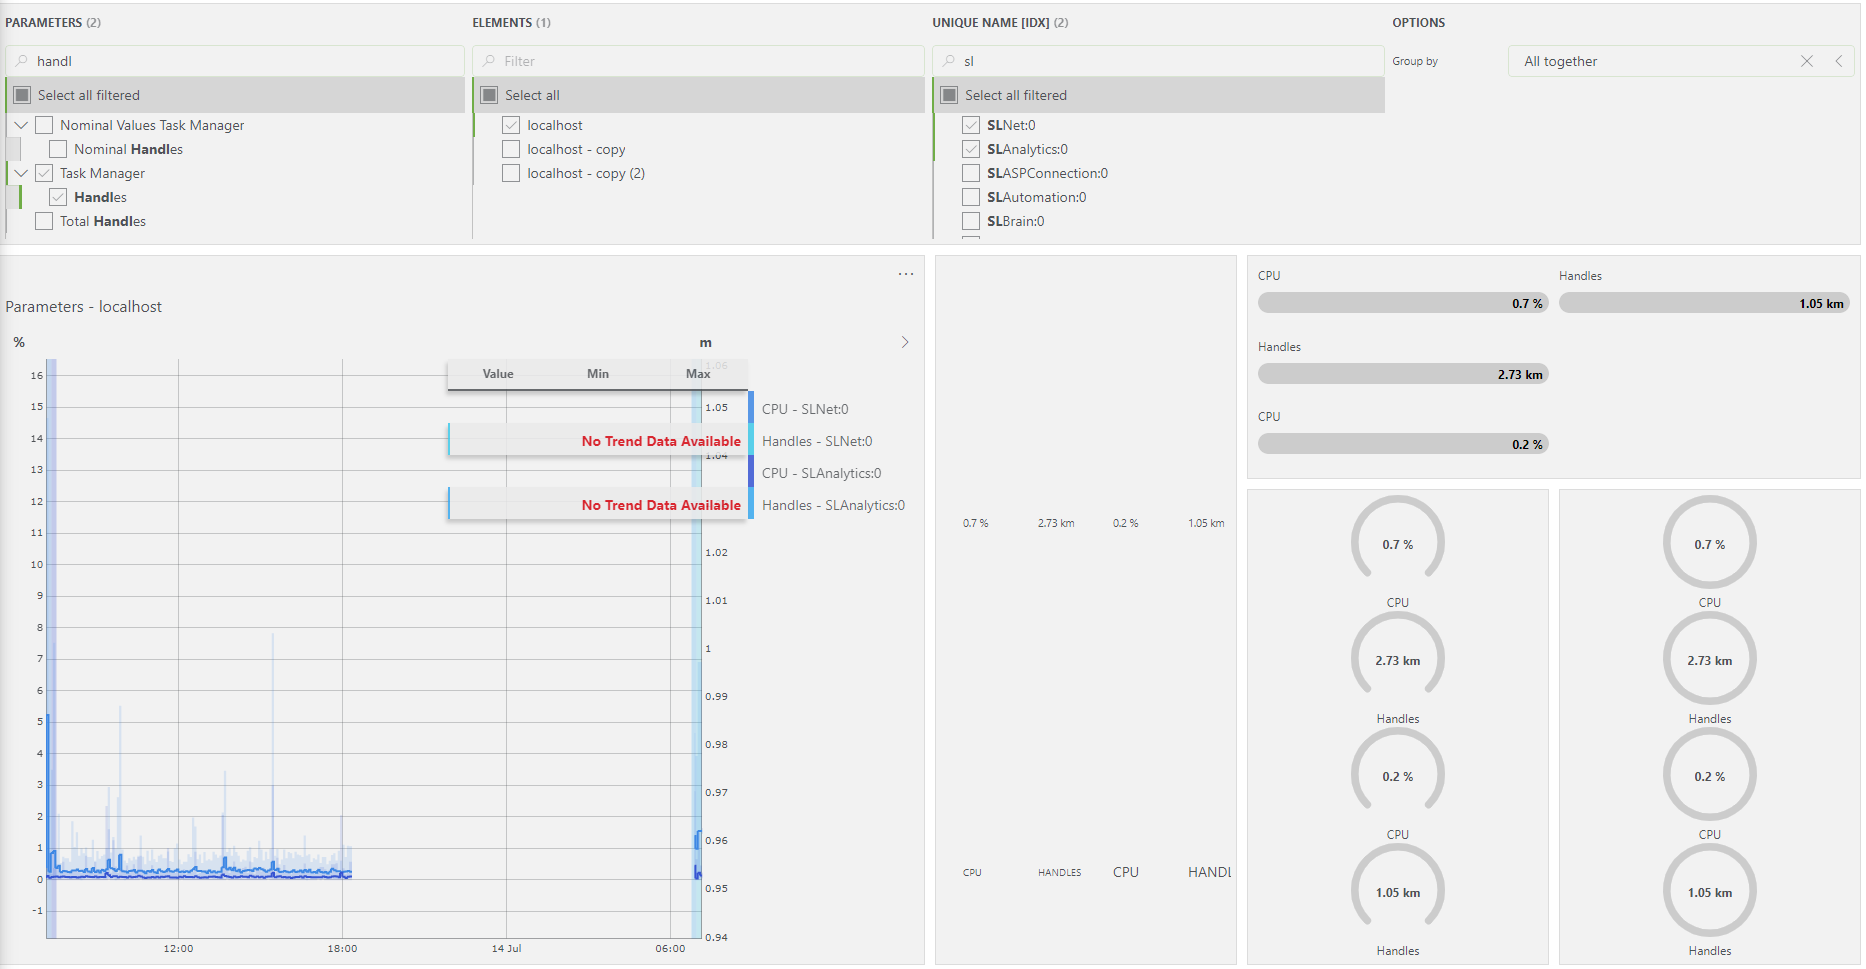 PARAMETERS (2)
ELEMENTS (1)
UNIQUE NAME [IDX] (2)
OPTIONS
handl
Filter
sl
Group by
All together
Select all filtered
Select all
Select all filtered
Nominal Values Task Manager
Nominal Handles
Task Manager
Handles
Total Handles
localhost
localhost - copy
localhost - copy (2)
SLNet:0
SLAnalytics:0
SLASPConnection:0
SLAutomation:0
SLBrain:0
...
Parameters - localhost
%
m
Value Min Max
CPU - SLNet:0
No Trend Data Available Handles - SLNet:0
CPU - SLAnalytics:0
No Trend Data Available Handles - SLAnalytics:0
16
15
14
13
12
11
10
9
8
7
6
5
4
3
2
1
0
-1
1.06
1.05
1.04
1.02
1.01
1
0.99
0.98
0.97
0.96
0.95
0.94
12:00
18:00
14 Jul
06:00
0.7 %
2.73 km
0.2 %
1.05 km
CPU
HANDLES
CPU
HANDL
CPU
0.7 %
Handles
1.05 km
Handles
2.73 km
CPU
0.2 %
0.7 %
CPU
2.73 km
Handles
0.2 %
CPU
1.05 km
Handles
0.7 %
CPU
2.73 km
Handles
0.2 %
CPU
1.05 km
Handles